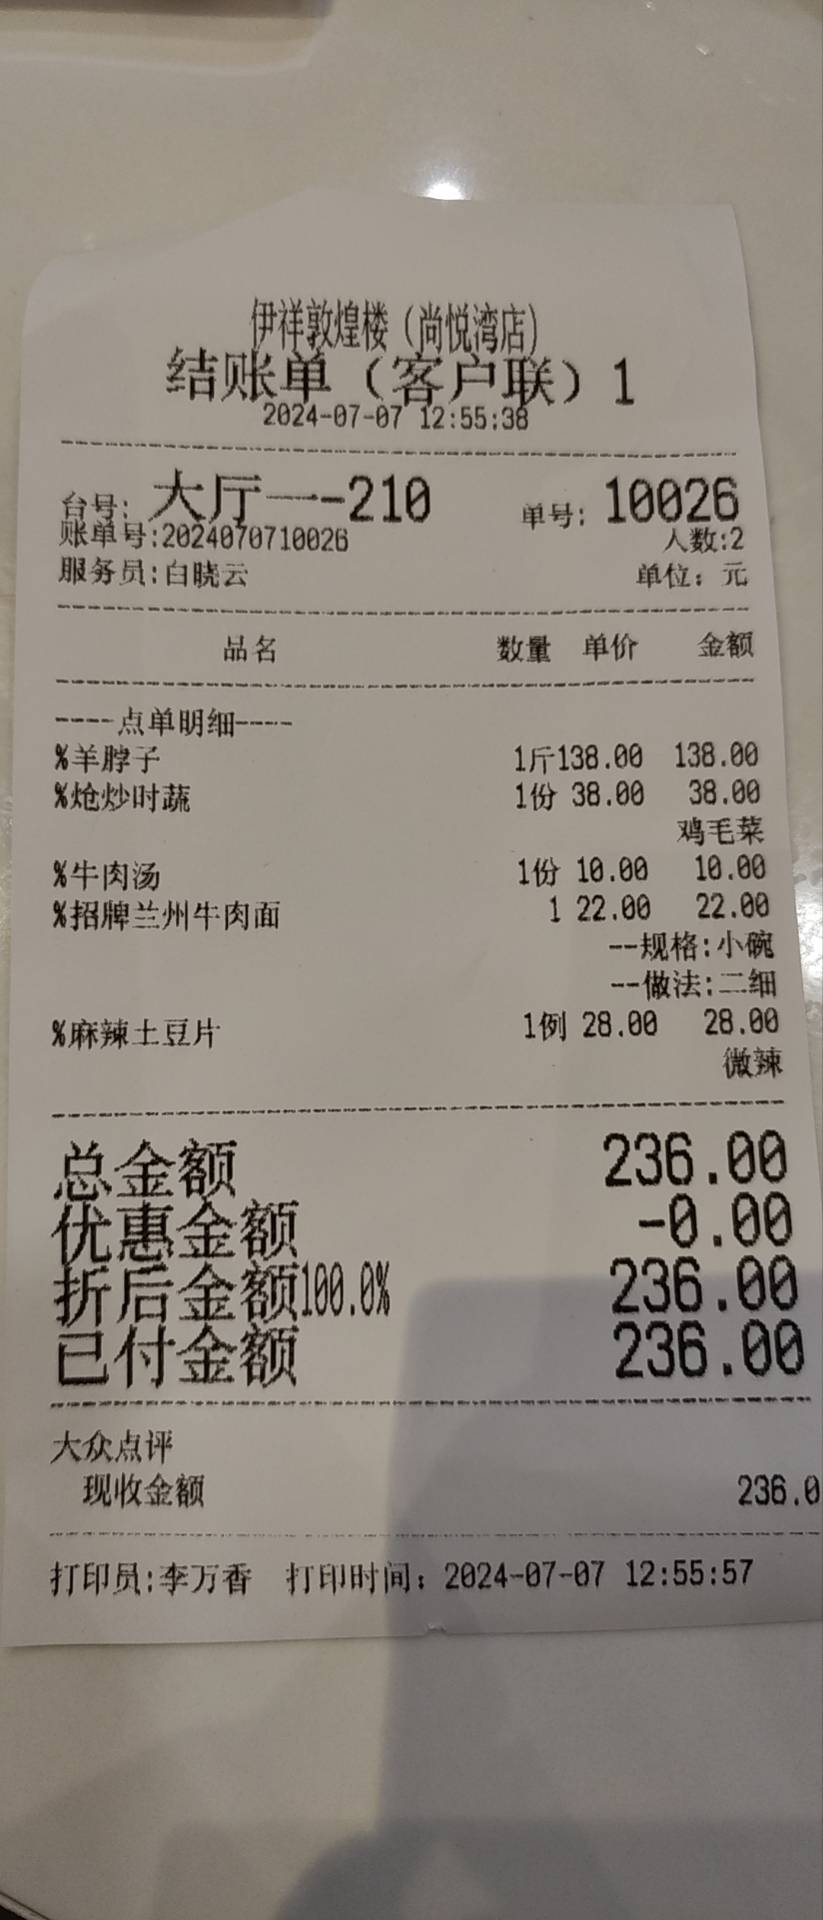 伊祥敦煌楼（尚悦湾店）
结账单（客户联）1
2024-07-07 12:55:38
台号: 大厅一-210 单号: 10026
账单号:2024070710026 人数:2
服务员:白晓云 单位: 元
品名 数量 单价 金额
----点单明细----
%羊脖子 1斤138.00 138.00
%炝炒时蔬 1份 38.00 38.00
鸡毛菜
%牛肉汤 1份 10.00 10.00
%招牌兰州牛肉面 1 22.00 22.00
--规格:小碗
--做法:二细
%麻辣土豆片 1例 28.00 28.00
微辣
总金额 236.00
优惠金额 -0.00
折后金额100.0% 236.00
已付金额 236.00
大众点评
现收金额 236.0
打印员:李万香 打印时间: 2024-07-07 12:55:57